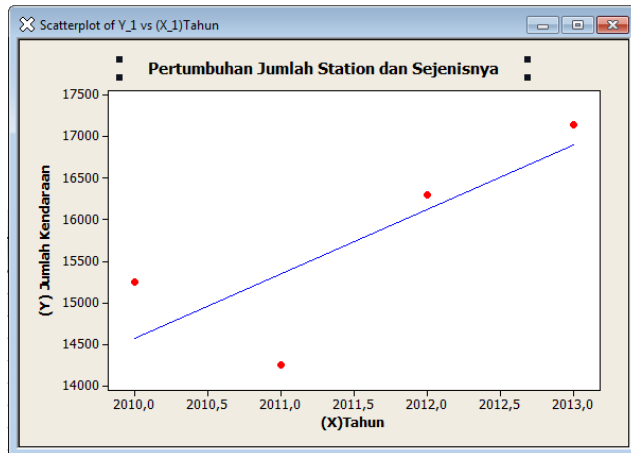 Scatterplot of Y_1 vs (X_1)Tahun
Pertumbuhan Jumlah Station dan Sejenisnya
17500
17000
16500
16000
15500
15000
14500
14000
(Y) Jumlah Kendaraan
2010,0 2010,5 2011,0 2011,5 2012,0 2012,5 2013,0
(X)Tahun